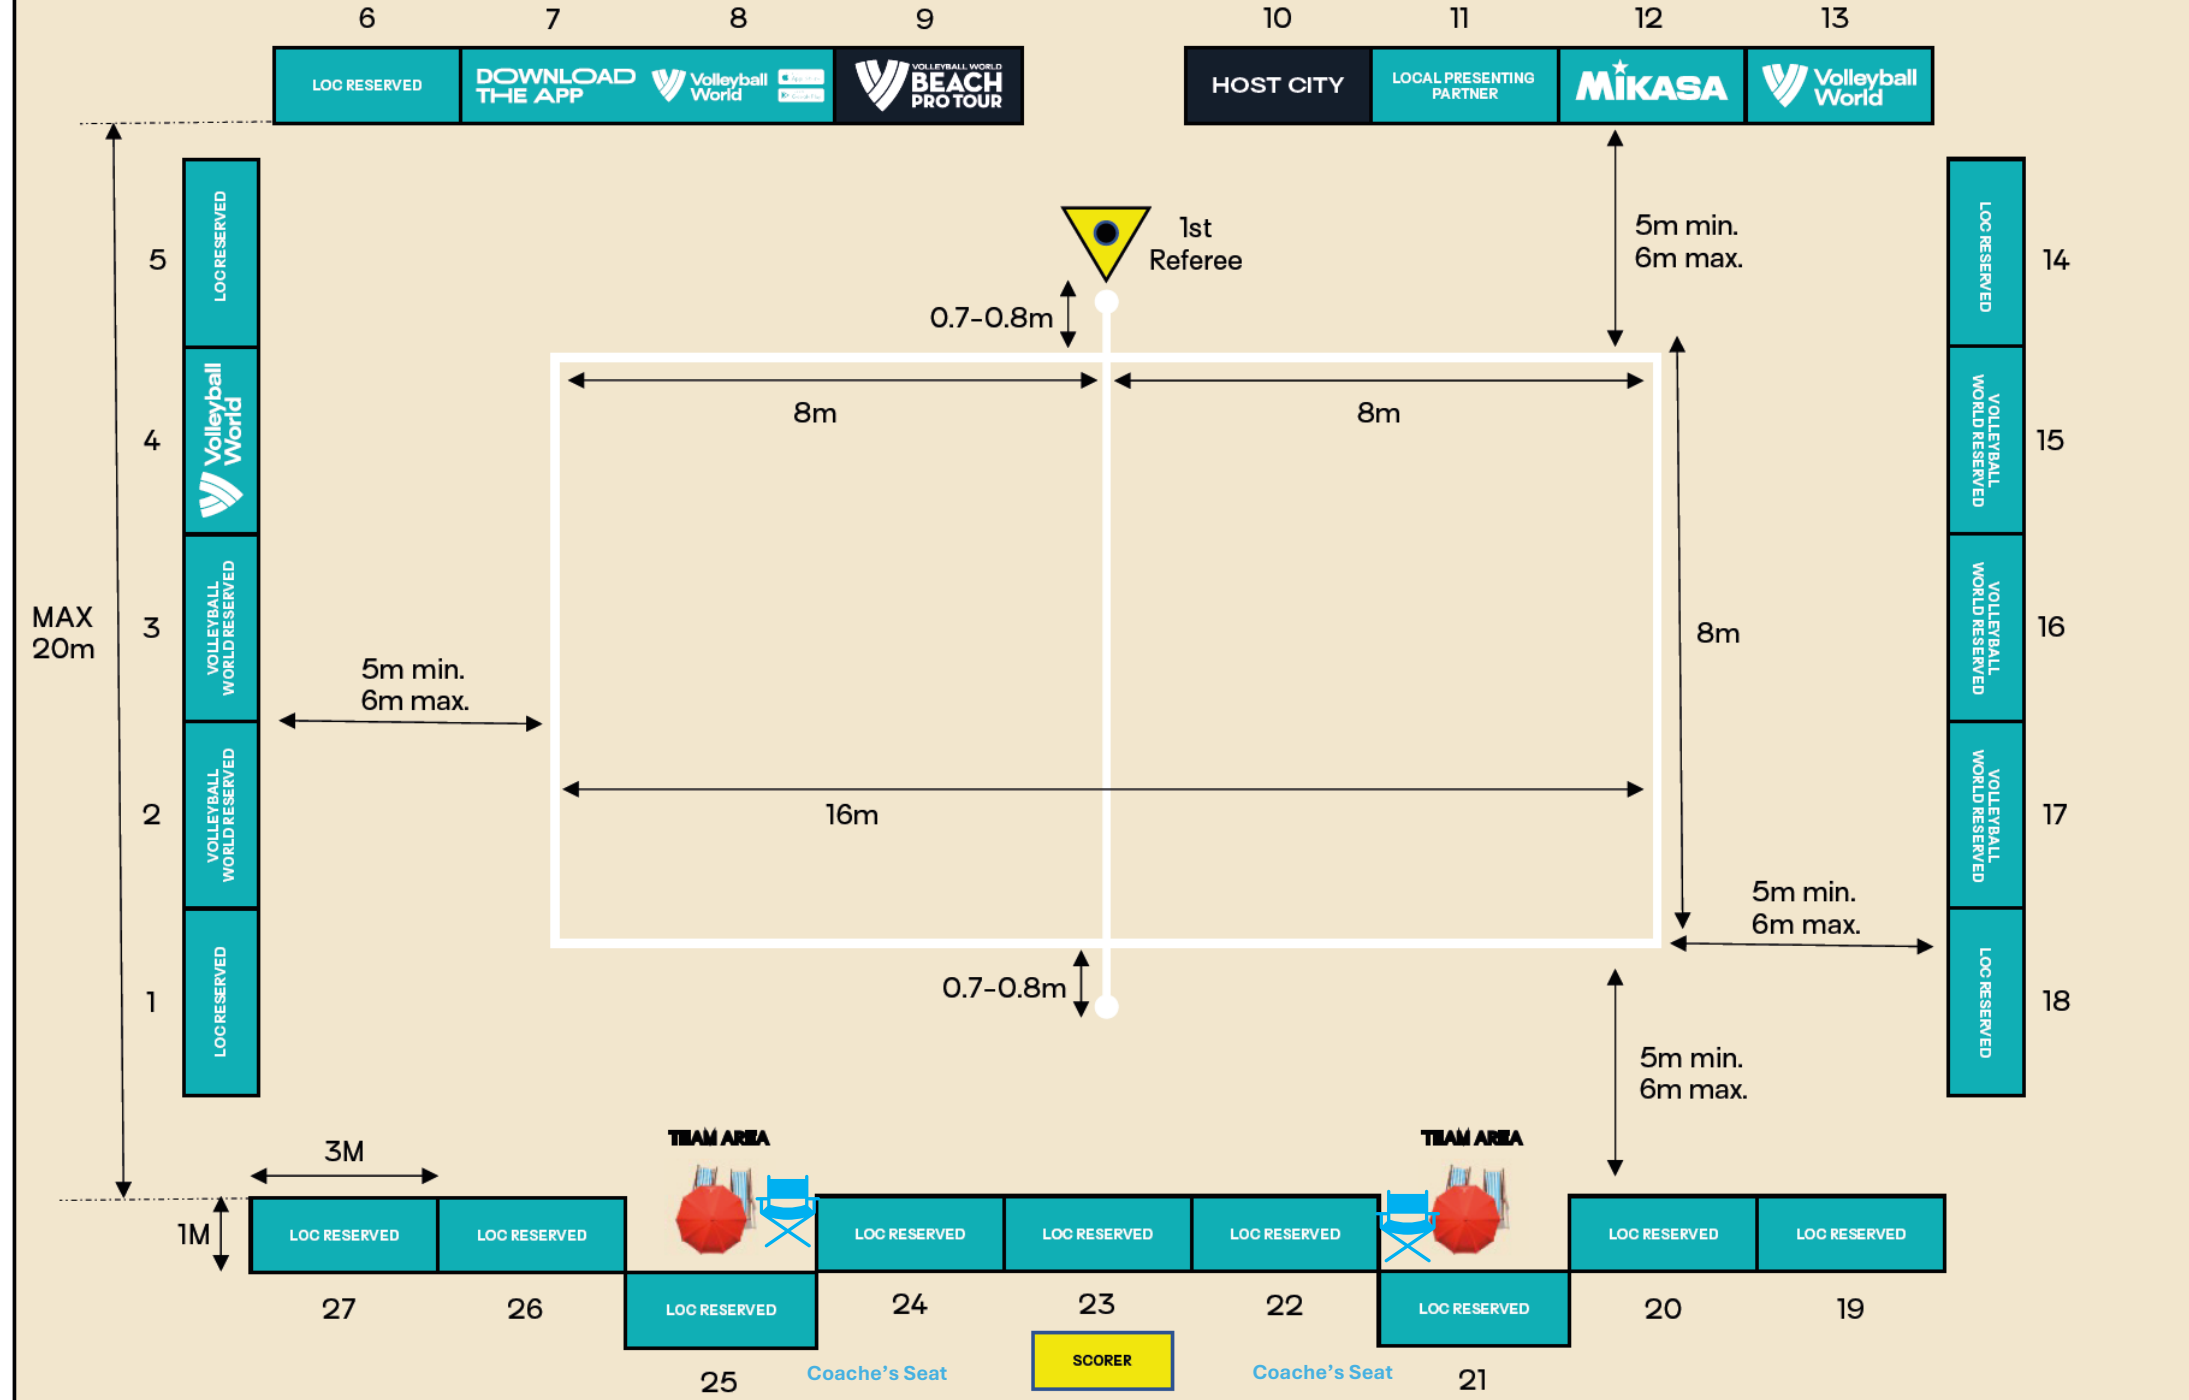 6 7 8 9 10 11 12 13
LOC RESERVED
DOWNLOAD
THE APP
Volleyball
World
VOLLEYBALL WORLD
BEACH
PRO TOUR
HOST CITY
LOCAL PRESENTING
PARTNER
MIKASA
Volleyball
World
5
LOC RESERVED
4
Volleyball
World
3
VOLLEYBALL
WORLD RESERVED
2
VOLLEYBALL
WORLD RESERVED
1
LOC RESERVED
MAX
20m
1st
Referee
0.7-0.8m
5m min.
6m max.
8m
8m
8m
5m min.
6m max.
16m
5m min.
6m max.
0.7-0.8m
5m min.
6m max.
LOC RESERVED
14
VOLLEYBALL
WORLD RESERVED
15
VOLLEYBALL
WORLD RESERVED
16
VOLLEYBALL
WORLD RESERVED
17
LOC RESERVED
18
TEAM AREA
TEAM AREA
3M
1M
LOC RESERVED
LOC RESERVED
LOC RESERVED
LOC RESERVED
LOC RESERVED
LOC RESERVED
LOC RESERVED
LOC RESERVED
LOC RESERVED
27 26 24 23 22 20 19
SCORER
25
Coache's Seat
Coache's Seat
21